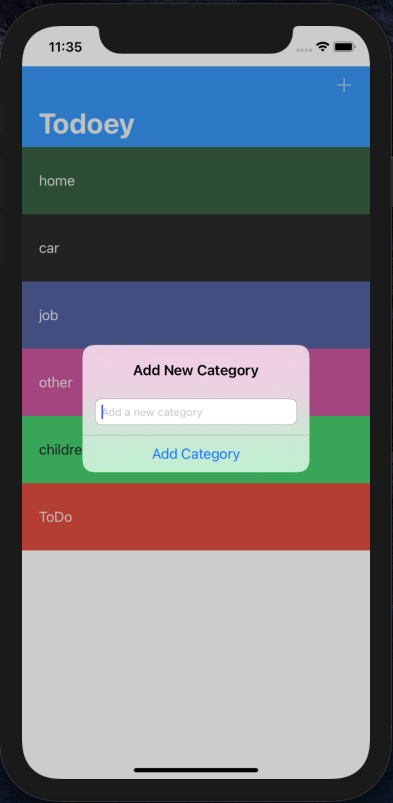 11:35
Todoey
home
car
job
other
childre
ToDo
Add New Category
Add a new category
Add Category